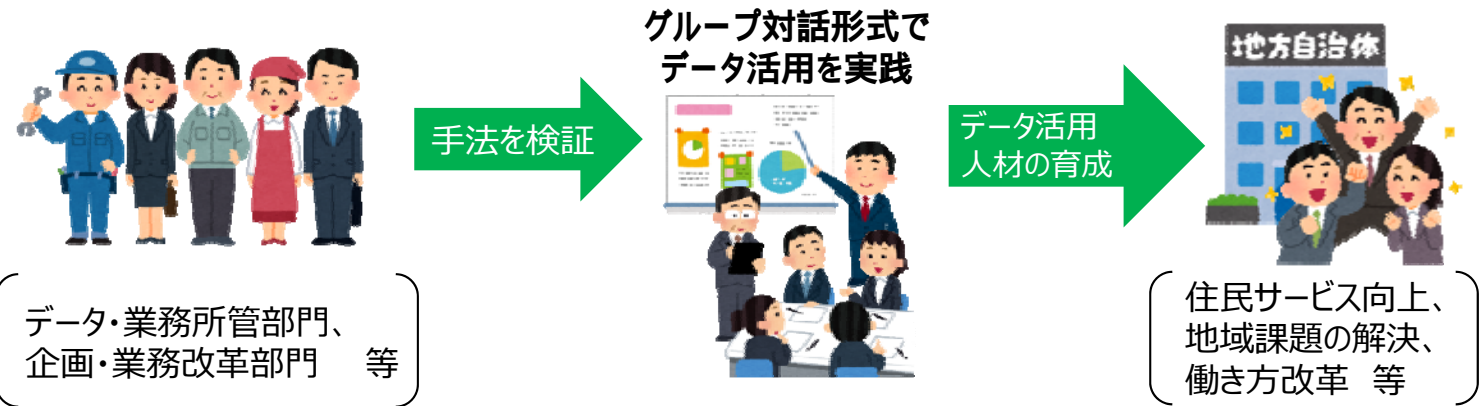 グループ対話形式で
データ活用を実践
地方自治体
手法を検証
データ活用
人材の育成
データ・業務所管部門、
企画・業務改革部門　等
住民サービス向上、
地域課題の解決、
働き方改革　等